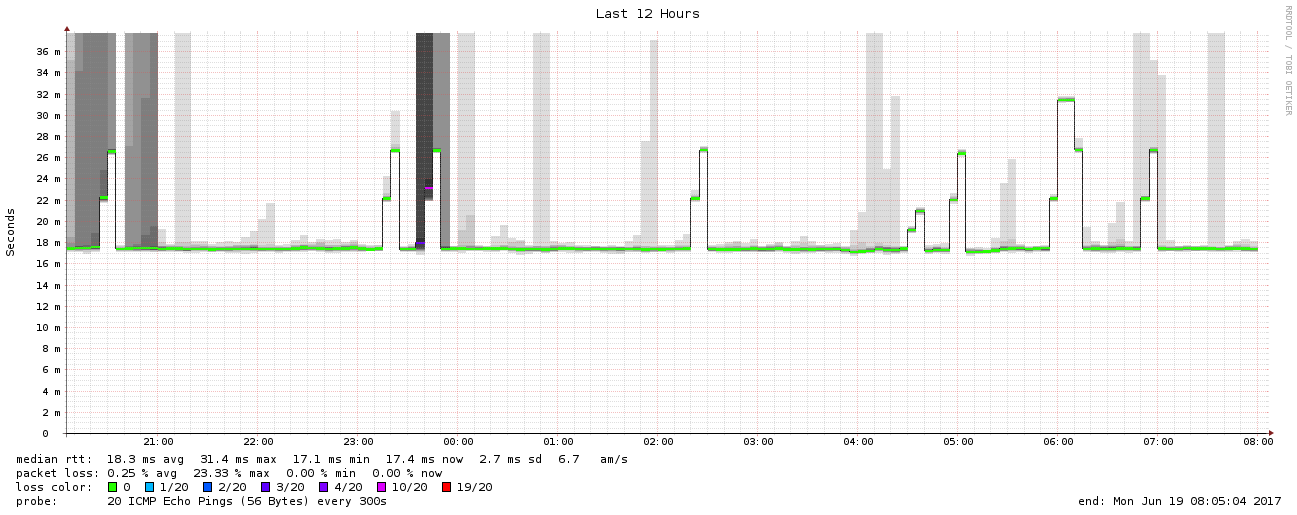 Last 12 Hours
RRDTOOL / TOBI OETIKER
Seconds
36 m
34 m
32 m
30 m
28 m
26 m
24 m
22 m
20 m
18 m
16 m
14 m
12 m
10 m
8 m
6 m
4 m
2 m
0
21:00 22:00 23:00 00:00 01:00 02:00 03:00 04:00 05:00 06:00 07:00 08:00
median rtt: 18.3 ms avg 31.4 ms max 17.1 ms min 17.4 ms now 2.7 ms sd 6.7 am/s
packet loss: 0.25 % avg 23.33 % max 0.00 % min 0.00 % now
loss color: 0 1/20 2/20 3/20 4/20 10/20 19/20
probe: 20 ICMP Echo Pings (56 Bytes) every 300s end: Mon Jun 19 08:05:04 2017